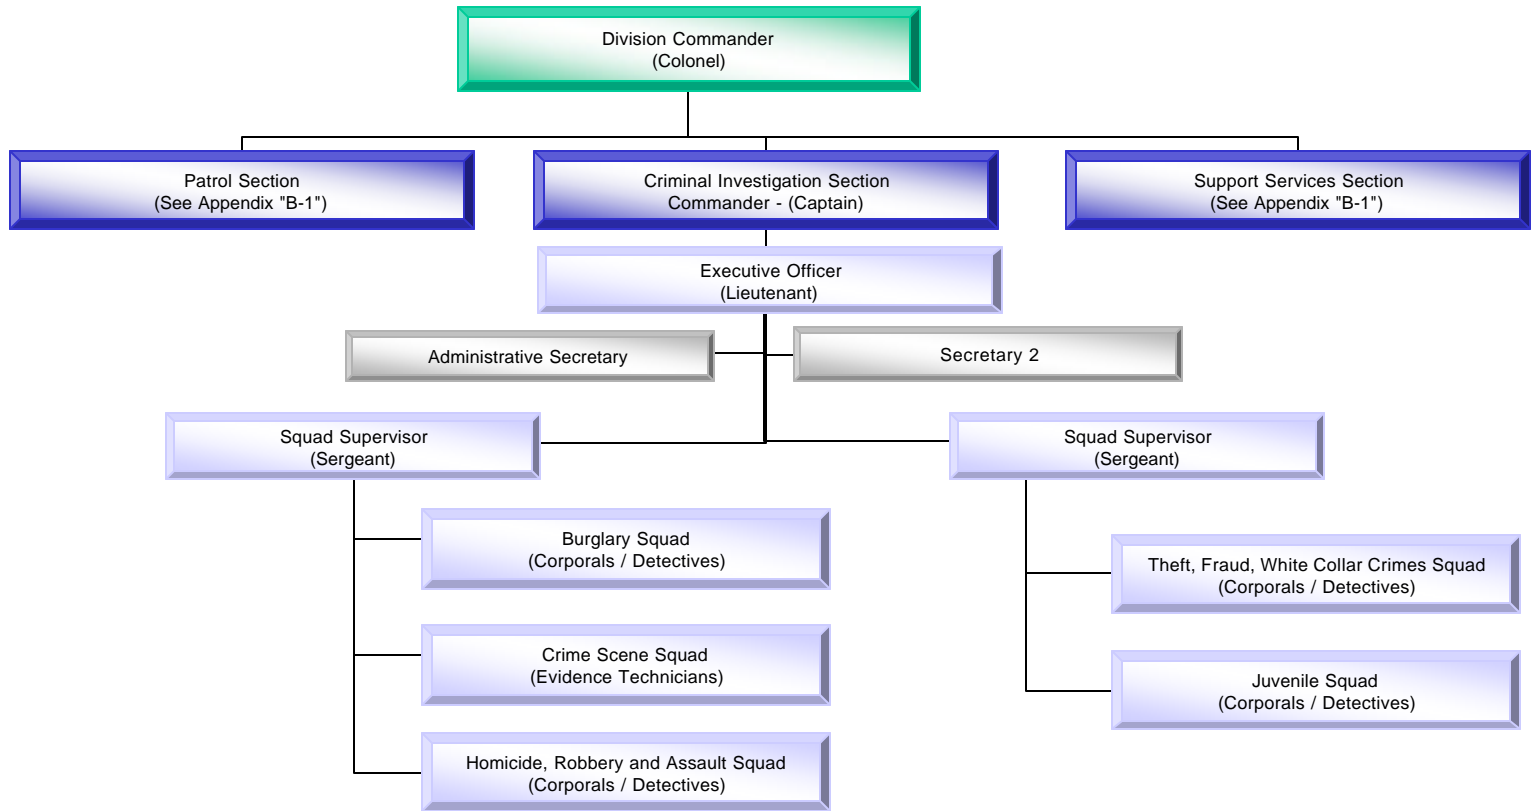 Division Commander
(Colonel)
Patrol Section
(See Appendix "B-1")
Criminal Investigation Section
Commander - (Captain)
Support Services Section
(See Appendix "B-1")
Executive Officer
(Lieutenant)
Administrative Secretary
Secretary 2
Squad Supervisor
(Sergeant)
Squad Supervisor
(Sergeant)
Burglary Squad
(Corporals / Detectives)
Crime Scene Squad
(Evidence Technicians)
Homicide, Robbery and Assault Squad
(Corporals / Detectives)
Theft, Fraud, White Collar Crimes Squad
(Corporals / Detectives)
Juvenile Squad
(Corporals / Detectives)